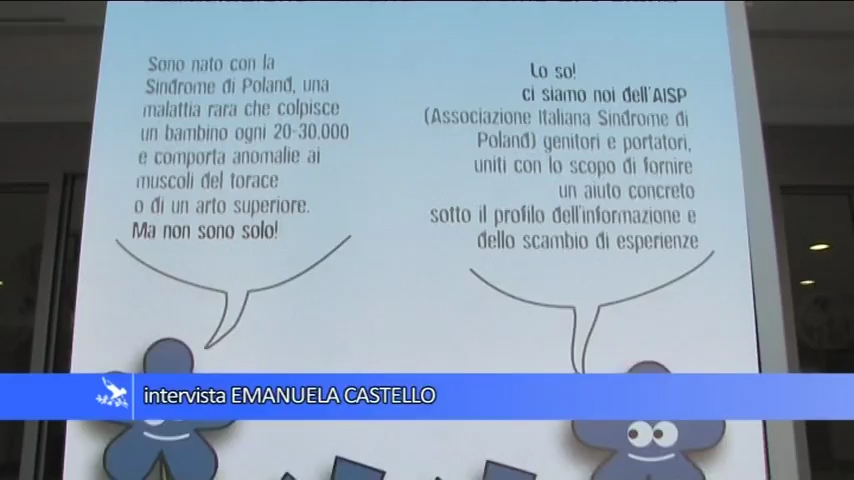 Sono nato con la
Sindrome di Poland, una
malattia rara che colpisce
un bambino ogni 20-30.000
e comporta anomalie ai
muscoli del torace
o di un arto superiore.
Ma non sono solo!
Lo so!
ci siamo noi dell'AISP
(Associazione Italiana Sindrome di
Poland) genitori e portatori,
uniti con lo scopo di fornire
un aiuto concreto
sotto il profilo dell'informazione e
dello scambio di esperienze
intervista EMANUELA CASTELLO